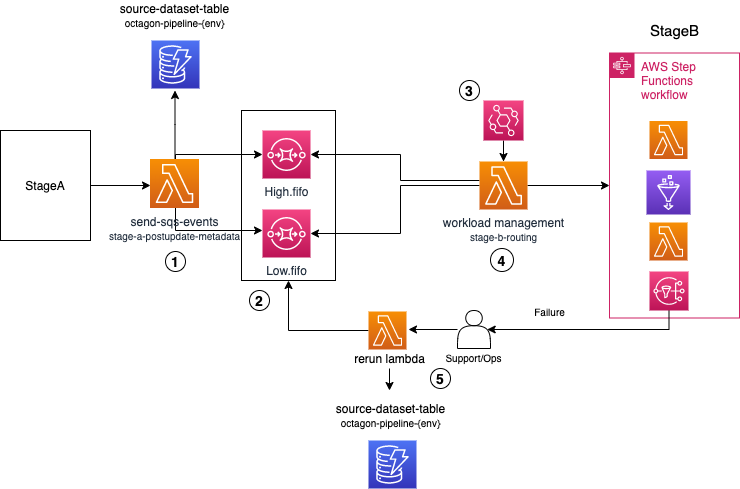 source-dataset-table
octagon-pipeline-{env}
StageB
AWS Step
Functions
workflow
3
StageA
High.fifo
send-sqs-events
stage-a-postupdate-metadata
workload management
stage-b-routing
1
Low.fifo
4
2
Failure
rerun lambda
Support/Ops
5
source-dataset-table
octagon-pipeline-{env}